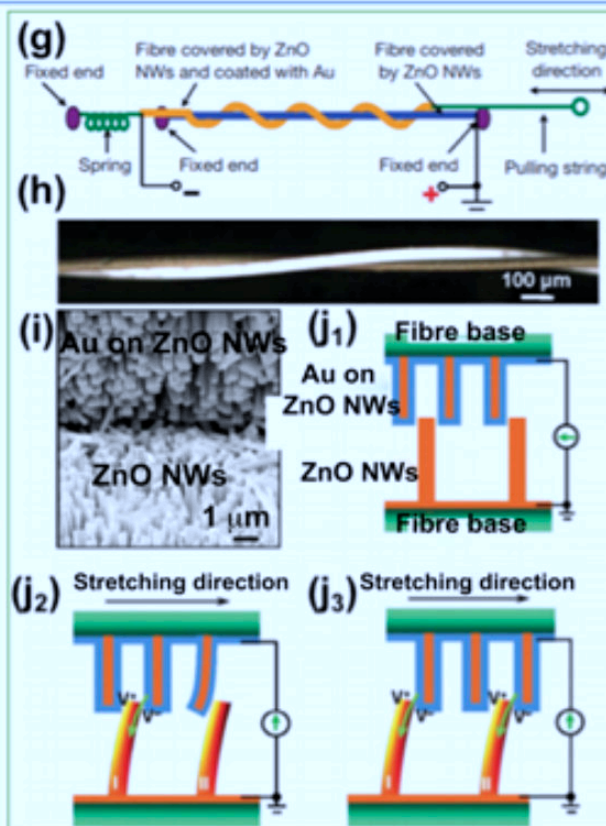 (g)
Fixed end
Fibre covered by ZnO
NWs and coated with Au
Fibre covered
by ZnO NWs
Stretching
direction
Spring
Fixed end
Fixed end
Pulling string
−
+
(h)
100 µm
(i)
Au on ZnO NWs
ZnO NWs
1 µm
(j₁)
Fibre base
Au on
ZnO NWs
ZnO NWs
Fibre base
(j₂)
Stretching direction
V⁺
V⁻
I
II
(j₃)
Stretching direction
V⁺
V⁻
V⁺
V⁻
I
II